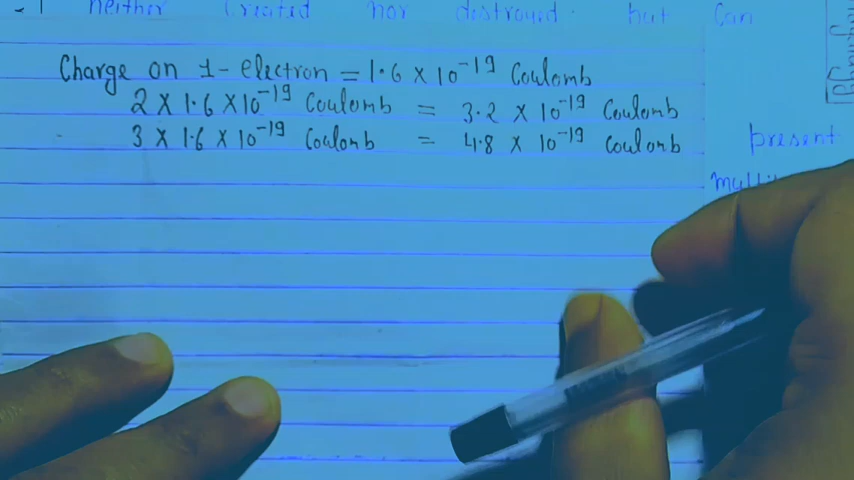 neither created nor destroyed. but can
Charge on 1-electron = 1.6 × 10⁻¹⁹ Coulomb
2 × 1.6 × 10⁻¹⁹ Coulomb = 3.2 × 10⁻¹⁹ Coulomb
3 × 1.6 × 10⁻¹⁹ Coulomb = 4.8 × 10⁻¹⁹ Coulomb
present